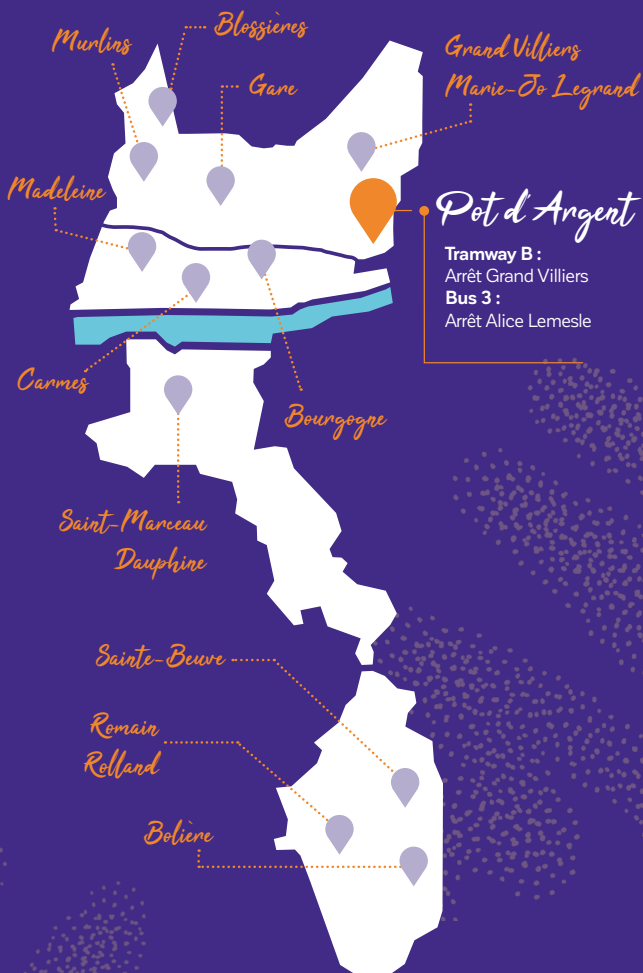 Blossières
Murlins
Grand Villiers
Marie-Jo Legrand
Gare
Madeleine
Pot d'Argent
Tramway B :
Arrêt Grand Villiers
Bus 3 :
Arrêt Alice Lemesle
Carmes
Bourgogne
Saint-Marceau
Dauphine
Sainte-Beuve
Romain
Rolland
Bolière